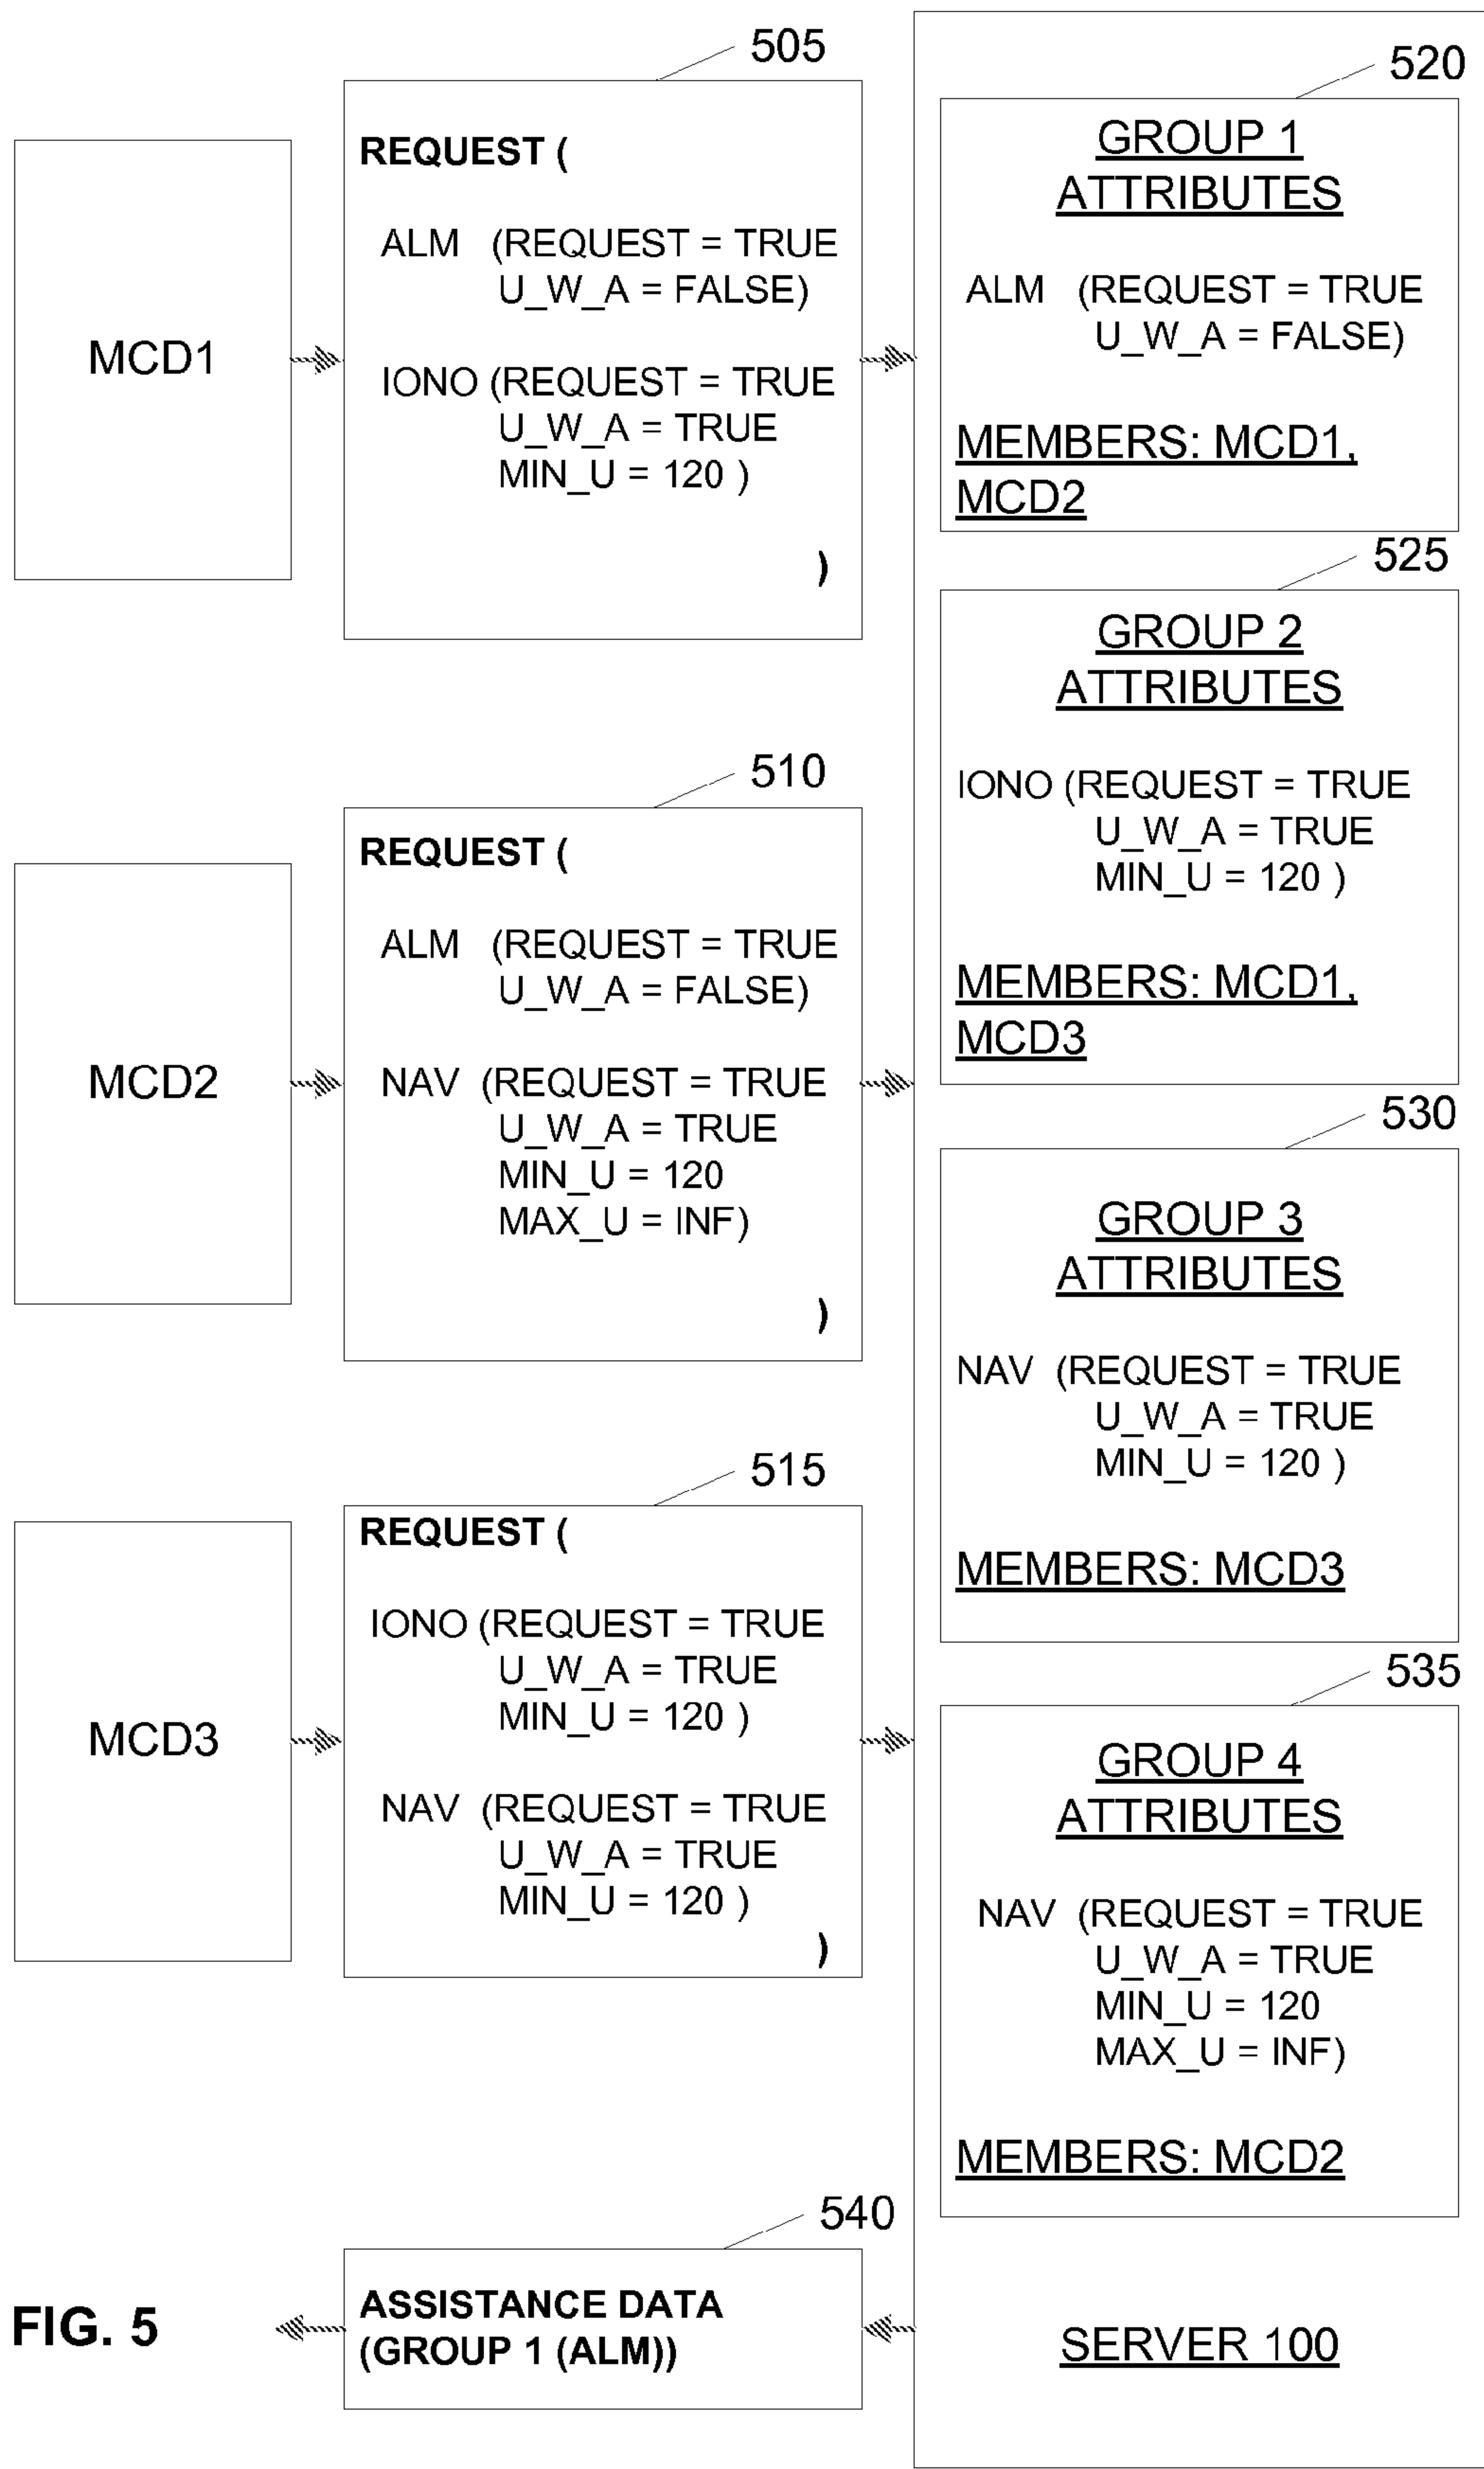 505
MCD1
REQUEST (
ALM (REQUEST = TRUE
U_W_A = FALSE)
IONO (REQUEST = TRUE
U_W_A = TRUE
MIN_U = 120 )
)
510
MCD2
REQUEST (
ALM (REQUEST = TRUE
U_W_A = FALSE)
NAV (REQUEST = TRUE
U_W_A = TRUE
MIN_U = 120
MAX_U = INF)
)
515
MCD3
REQUEST (
IONO (REQUEST = TRUE
U_W_A = TRUE
MIN_U = 120 )
NAV (REQUEST = TRUE
U_W_A = TRUE
MIN_U = 120 )
)
520
GROUP 1
ATTRIBUTES
ALM (REQUEST = TRUE
U_W_A = FALSE)
MEMBERS: MCD1,
MCD2
525
GROUP 2
ATTRIBUTES
IONO (REQUEST = TRUE
U_W_A = TRUE
MIN_U = 120 )
MEMBERS: MCD1,
MCD3
530
GROUP 3
ATTRIBUTES
NAV (REQUEST = TRUE
U_W_A = TRUE
MIN_U = 120 )
MEMBERS: MCD3
535
GROUP 4
ATTRIBUTES
NAV (REQUEST = TRUE
U_W_A = TRUE
MIN_U = 120
MAX_U = INF)
MEMBERS: MCD2
SERVER 100
540
ASSISTANCE DATA
(GROUP 1 (ALM))
FIG. 5